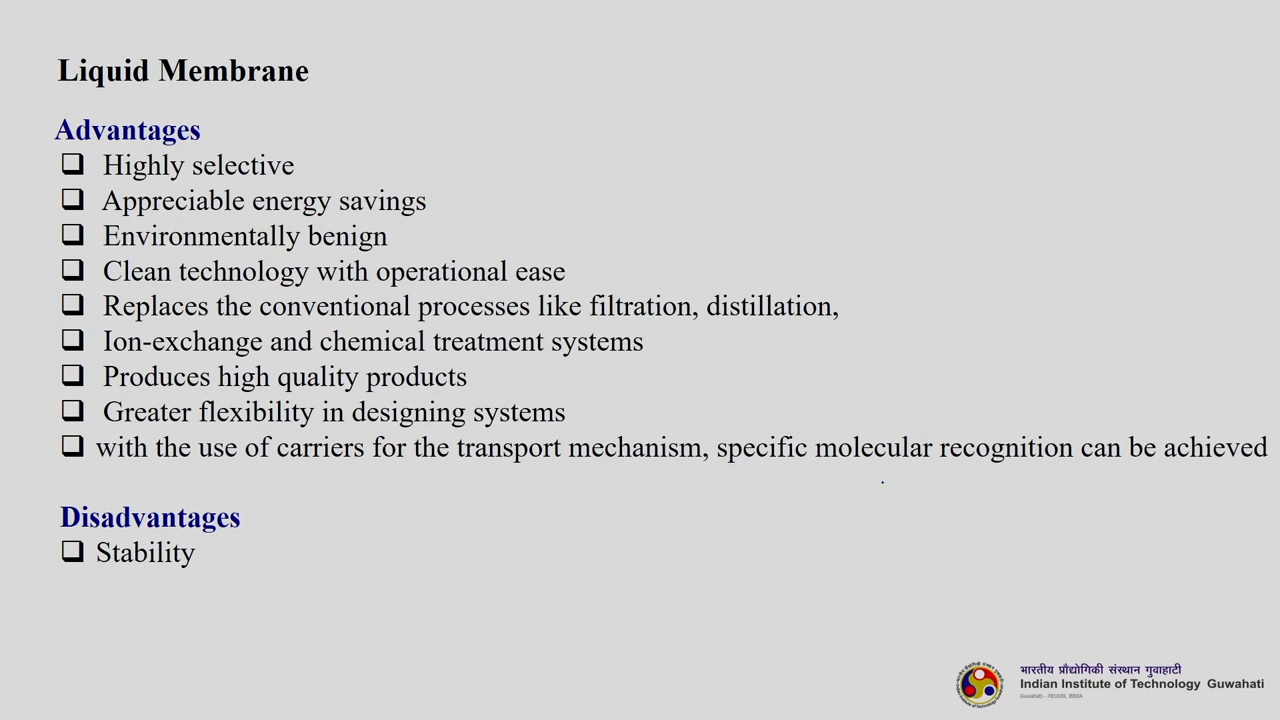 Liquid Membrane
Advantages
❑ Highly selective
❑ Appreciable energy savings
❑ Environmentally benign
❑ Clean technology with operational ease
❑ Replaces the conventional processes like filtration, distillation,
❑ Ion-exchange and chemical treatment systems
❑ Produces high quality products
❑ Greater flexibility in designing systems
❑ with the use of carriers for the transport mechanism, specific molecular recognition can be achieved
Disadvantages
❑ Stability
भारतीय प्रौद्योगिकी संस्थान गुवाहाटी
Indian Institute of Technology Guwahati
Guwahati - 781039, INDIA